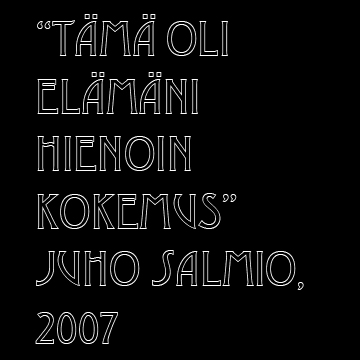 “TÄMÄ OLI
ELÄMÄNI
HIENOIN
KOKEMUS”
JUHO SALMIO,
2007